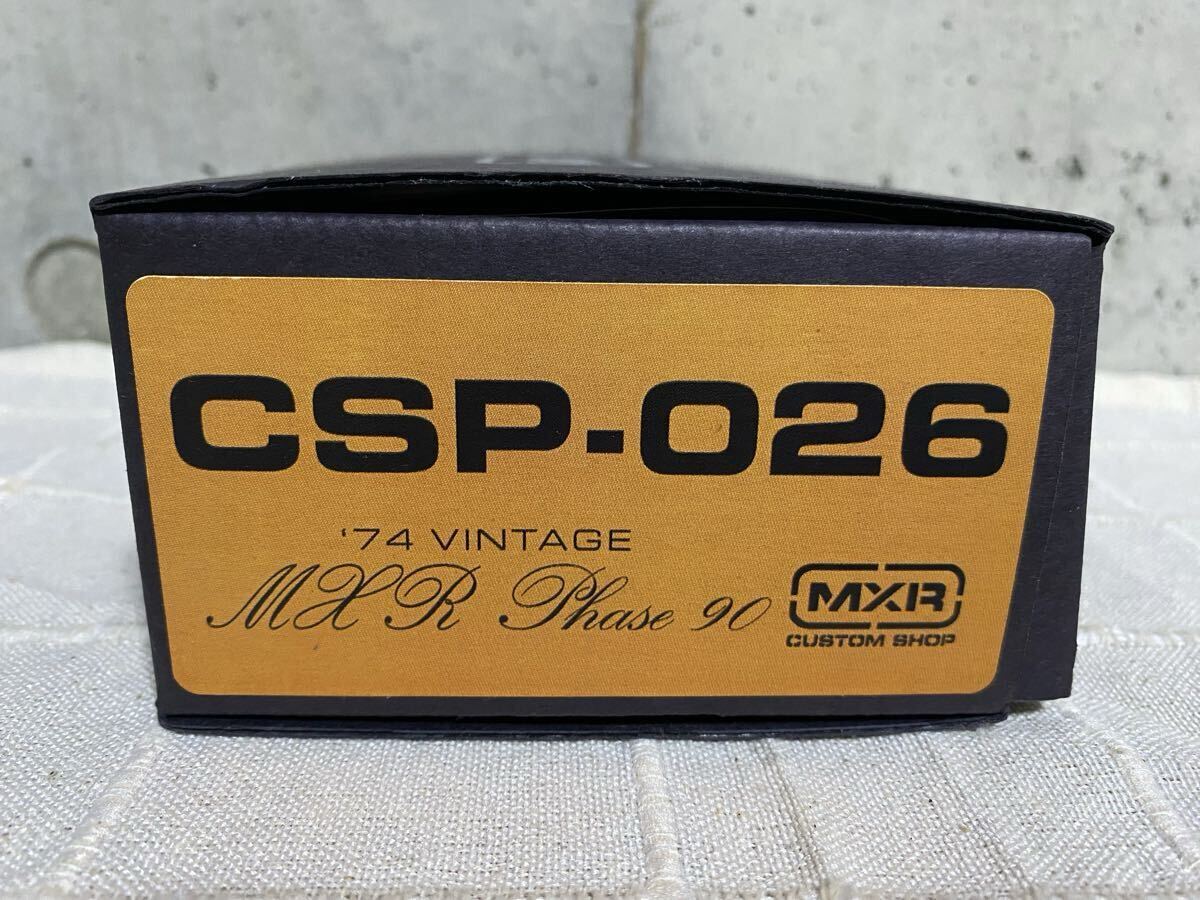 CSP-026
'74 VINTAGE
MXR Phase 90
MXR
CUSTOM SHOP